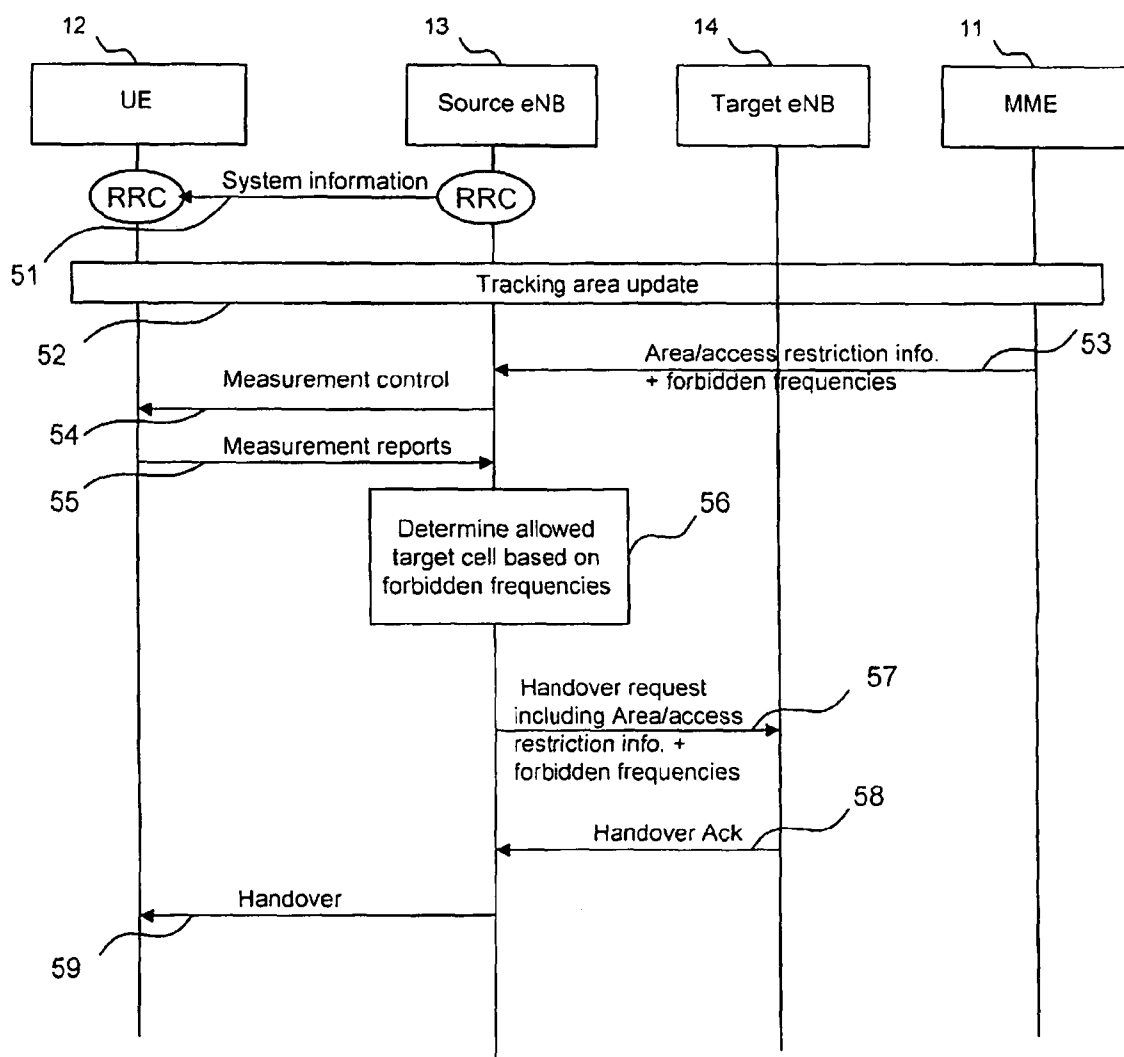 12
13
14
11
UE
Source eNB
Target eNB
MME
RRC
System information
RRC
51
Tracking area update
52
Area/access restriction info.
+ forbidden frequencies
53
Measurement control
54
Measurement reports
55
Determine allowed
target cell based on
forbidden frequencies
56
Handover request
including Area/access
restriction info. +
forbidden frequencies
57
58
Handover Ack
Handover
59